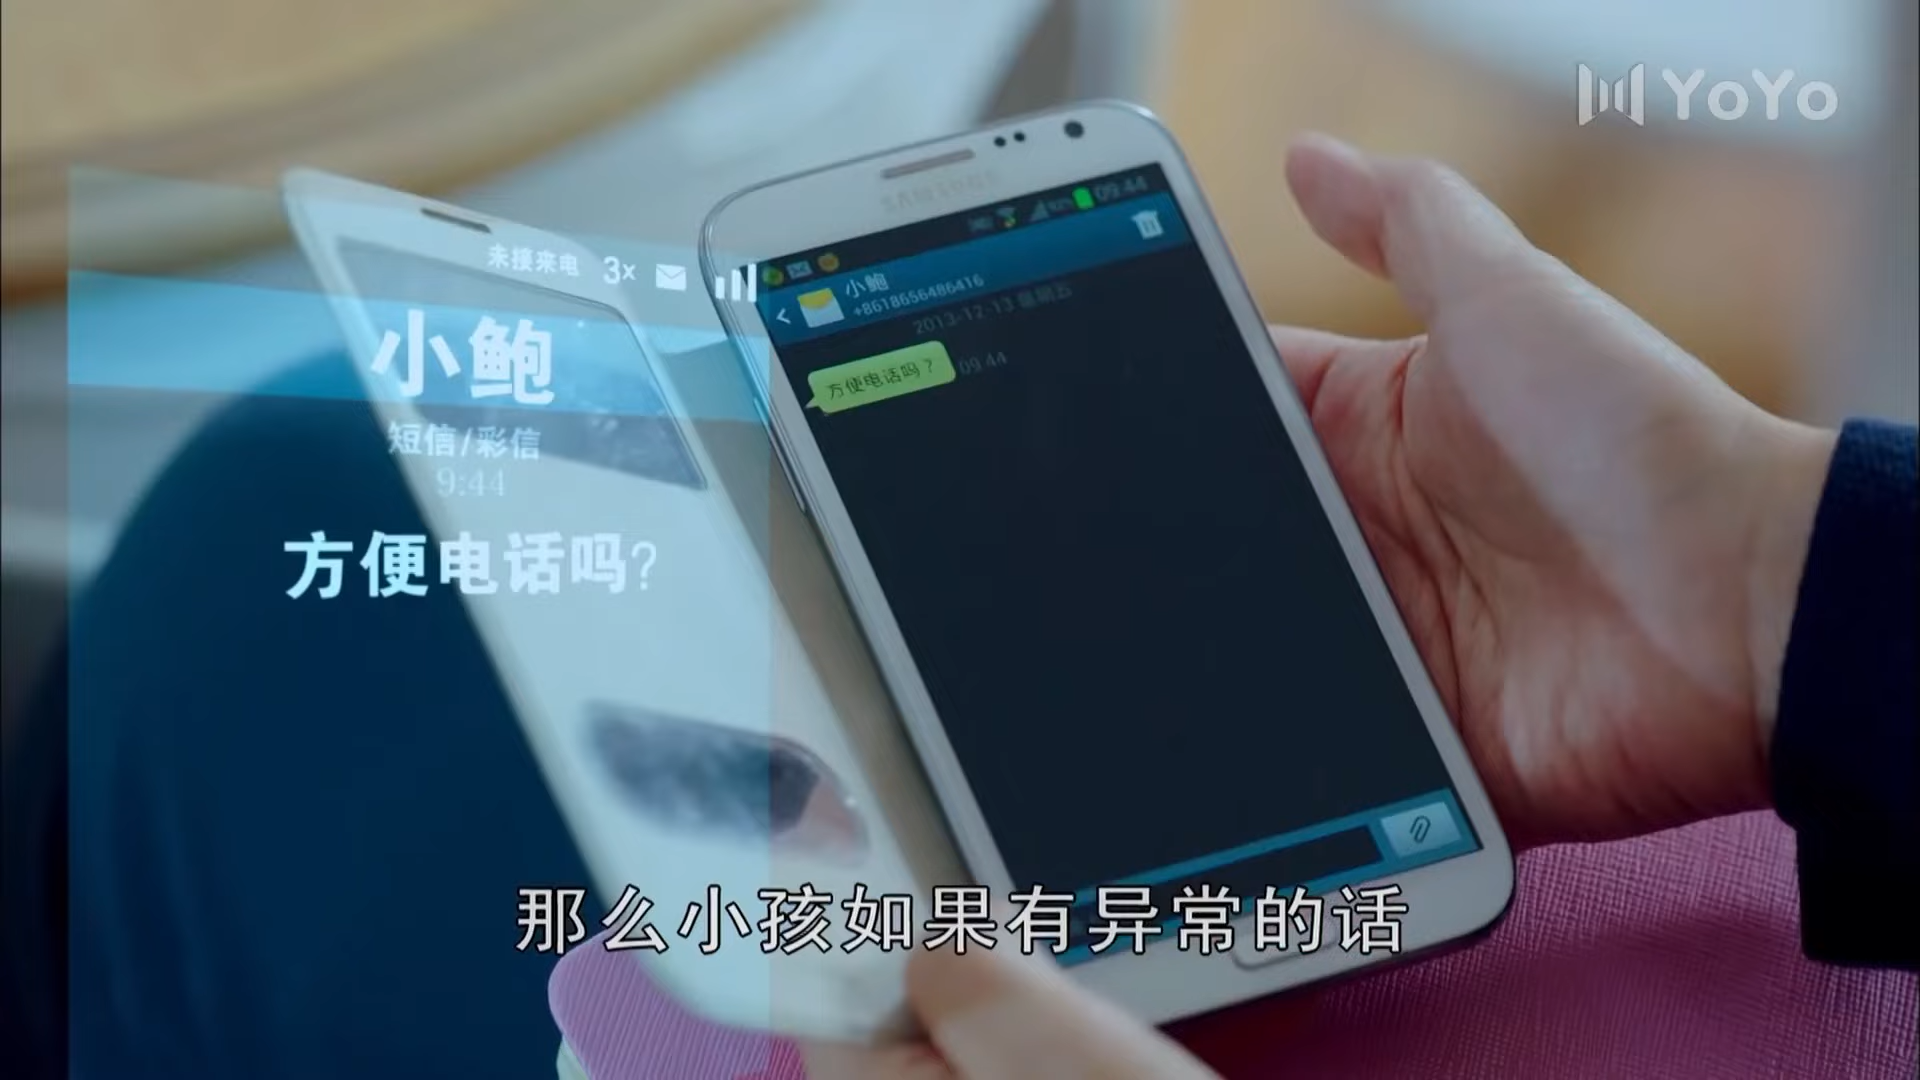 YoYo
SAMSUNG
09:44
未接来电 3x
小鲍
+8618656486416
2013-12-13 星期五
小鲍
方便电话吗？ 09:44
短信/彩信
9:44
方便电话吗?
那么小孩如果有异常的话